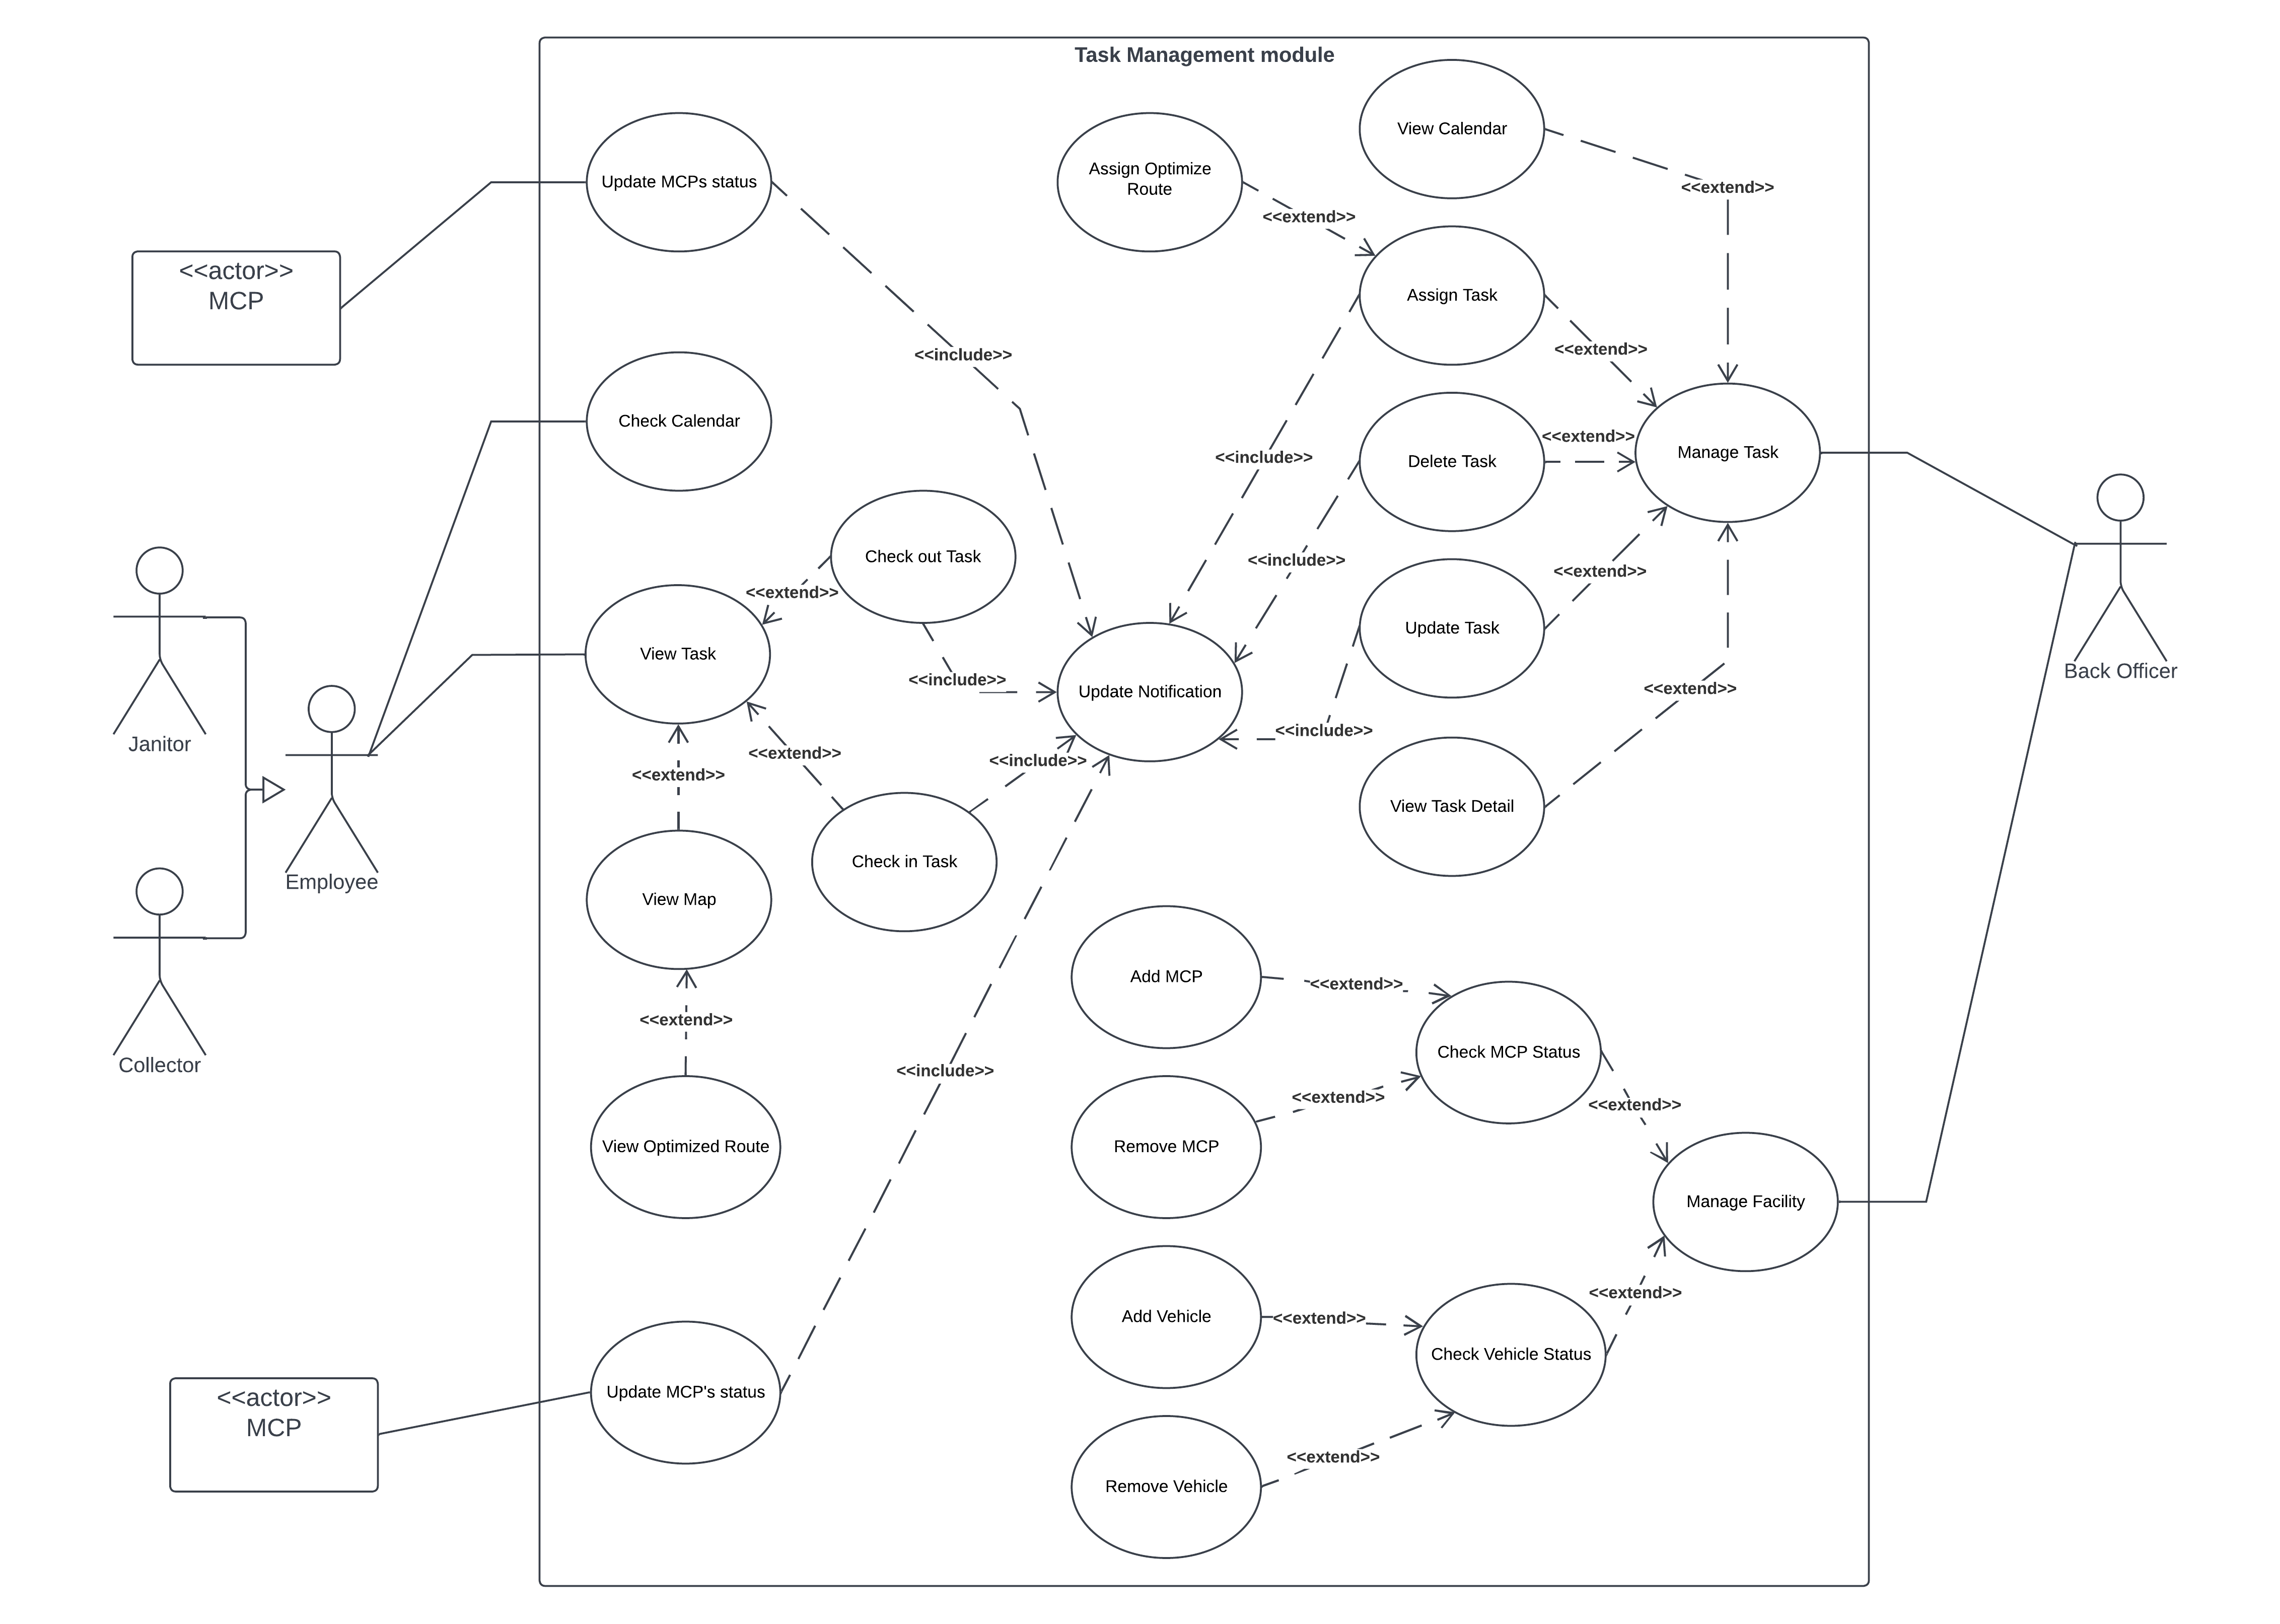 Task Management module
View Calendar
Assign Optimize
Route
Update MCPs status
<<extend>>
<<extend>>
<<actor>>
MCP
Assign Task
<<include>>
<<extend>>
Check Calendar
<<extend>>
Manage Task
<<include>>
Delete Task
Check out Task
<<include>>
<<extend>>
<<extend>>
View Task
Update Task
Back Officer
<<include>>
Update Notification
<<extend>>
<<include>>
Janitor
<<extend>>
<<include>>
<<extend>>
View Task Detail
Employee
Check in Task
View Map
Add MCP
<<extend>>
<<extend>>
Check MCP Status
Collector
<<include>>
<<extend>>
<<extend>>
View Optimized Route
Remove MCP
Manage Facility
<<extend>>
Add Vehicle
<<extend>>
Check Vehicle Status
<<actor>>
MCP
Update MCP's status
<<extend>>
Remove Vehicle